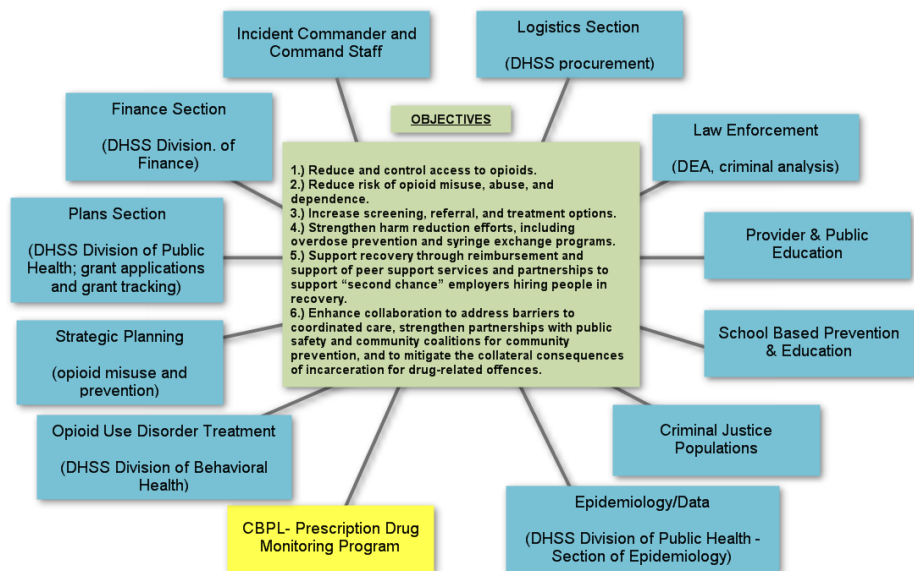 Incident Commander and
Command Staff
Logistics Section
(DHSS procurement)
Finance Section
(DHSS Division. of
Finance)
OBJECTIVES
Law Enforcement
(DEA, criminal analysis)
1.) Reduce and control access to opioids.
2.) Reduce risk of opioid misuse, abuse, and
dependence.
3.) Increase screening, referral, and treatment options.
4.) Strengthen harm reduction efforts, including
overdose prevention and syringe exchange programs.
5.) Support recovery through reimbursement and
support of peer support services and partnerships to
support “second chance” employers hiring people in
recovery.
6.) Enhance collaboration to address barriers to
coordinated care, strengthen partnerships with public
safety and community coalitions for community
prevention, and to mitigate the collateral consequences
of incarceration for drug-related offences.
Plans Section
(DHSS Division of Public
Health; grant applications
and grant tracking)
Provider & Public
Education
Strategic Planning
(opioid misuse and
prevention)
School Based Prevention
& Education
Opioid Use Disorder Treatment
(DHSS Division of Behavioral
Health)
Criminal Justice
Populations
CBPL- Prescription Drug
Monitoring Program
Epidemiology/Data
(DHSS Division of Public Health -
Section of Epidemiology)